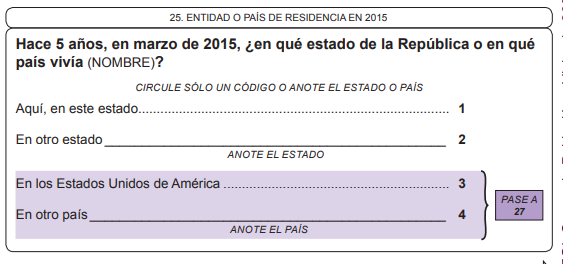 25. ENTIDAD O PAÍS DE RESIDENCIA EN 2015
Hace 5 años, en marzo de 2015, ¿en qué estado de la República o en qué
país vivía (NOMBRE)?
CIRCULE SÓLO UN CÓDIGO O ANOTE EL ESTADO O PAÍS
Aquí, en este estado.................................................................................... 1
En otro estado ______________________________________________ 2
ANOTE EL ESTADO
En los Estados Unidos de América ............................................................. 3
En otro país________________________________________________ 4
ANOTE EL PAÍS
PASE A
27